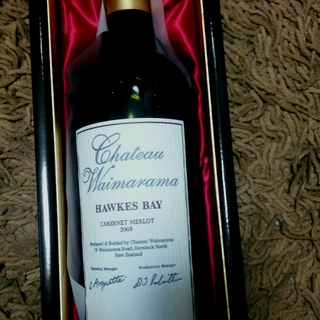 Chateau
Waimarama
HAWKES BAY
CABERNET MERLOT
2005
Produced & Bottled by Chateau Waimarama
31 Waimarama Road, Havelock North
New Zealand
Operating Manager Production Manager